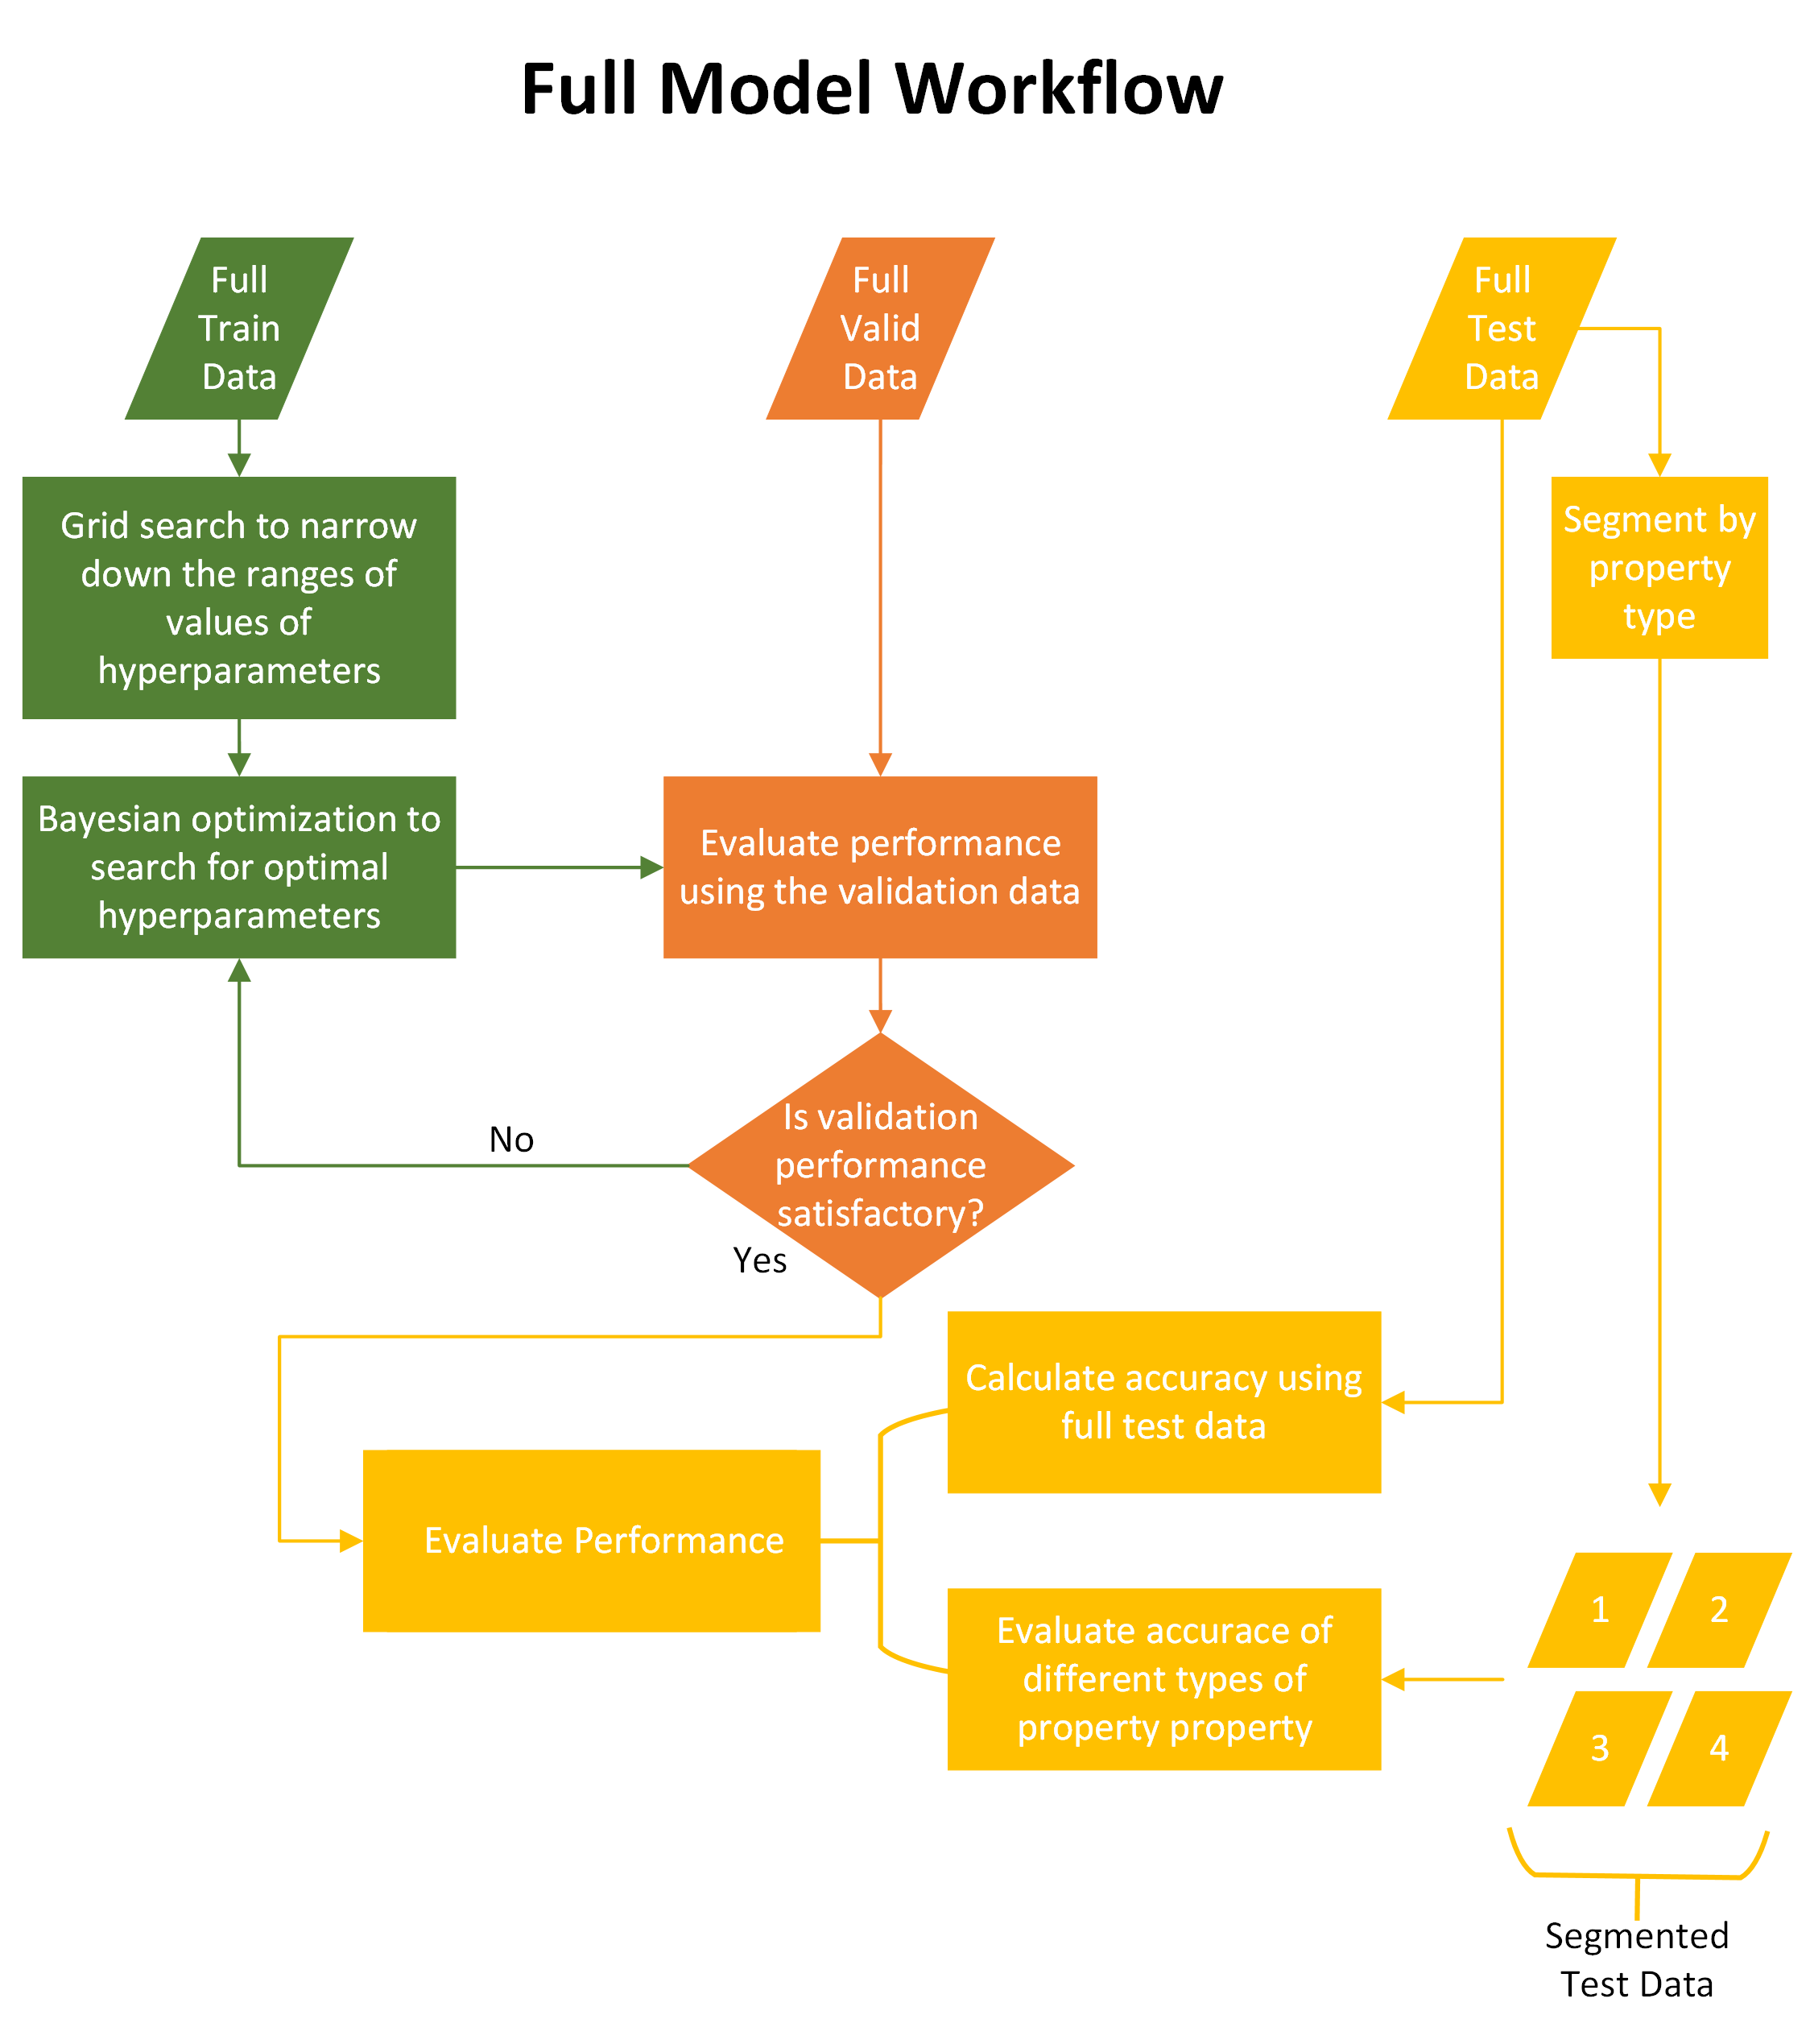 Full Model Workflow
Full
Train
Data
Full
Valid
Data
Full
Test
Data
Grid search to narrow
down the ranges of
values of
hyperparameters
Segment by
property
type
Bayesian optimization to
search for optimal
hyperparameters
Evaluate performance
using the validation data
Is validation
performance
satisfactory?
No
Yes
Calculate accuracy using
full test data
Evaluate Performance
Evaluate accurace of
different types of
property property
1
2
3
4
Segmented
Test Data